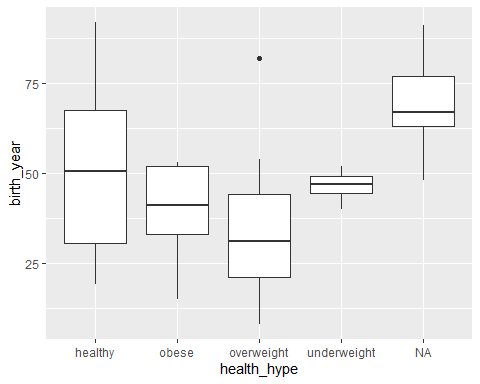 birth_year
75
50
25
healthy obese overweight underweight NA
health_hype